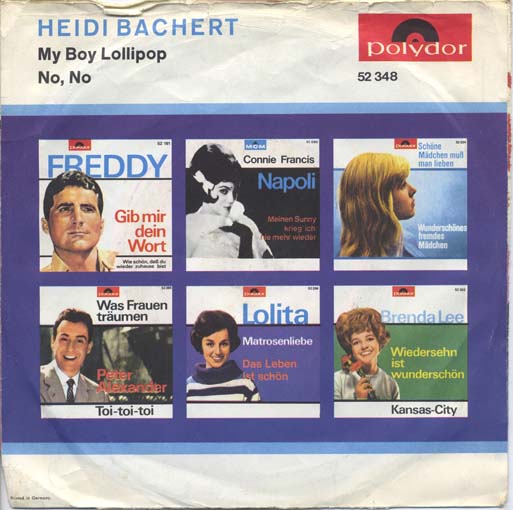 HEIDI BACHERT
My Boy Lollipop
No, No
Polydor
52 348
FREDDY
Gib mir
dein
Wort
Wie schön, daß du
wieder zuhause bist
MGM
Connie Francis
Napoli
Meinen Sunny
krieg ich
nie mehr wieder
Schöne
Mädchen muß
man lieben
Wunderschönes
fremdes
Mädchen
Was Frauen
träumen
Peter
Alexander
Toi-toi-toi
Lolita
Matrosenliebe
Das Leben
ist schön
Brenda Lee
Wiedersehn
ist
wunderschön
Kansas-City
Printed in Germany